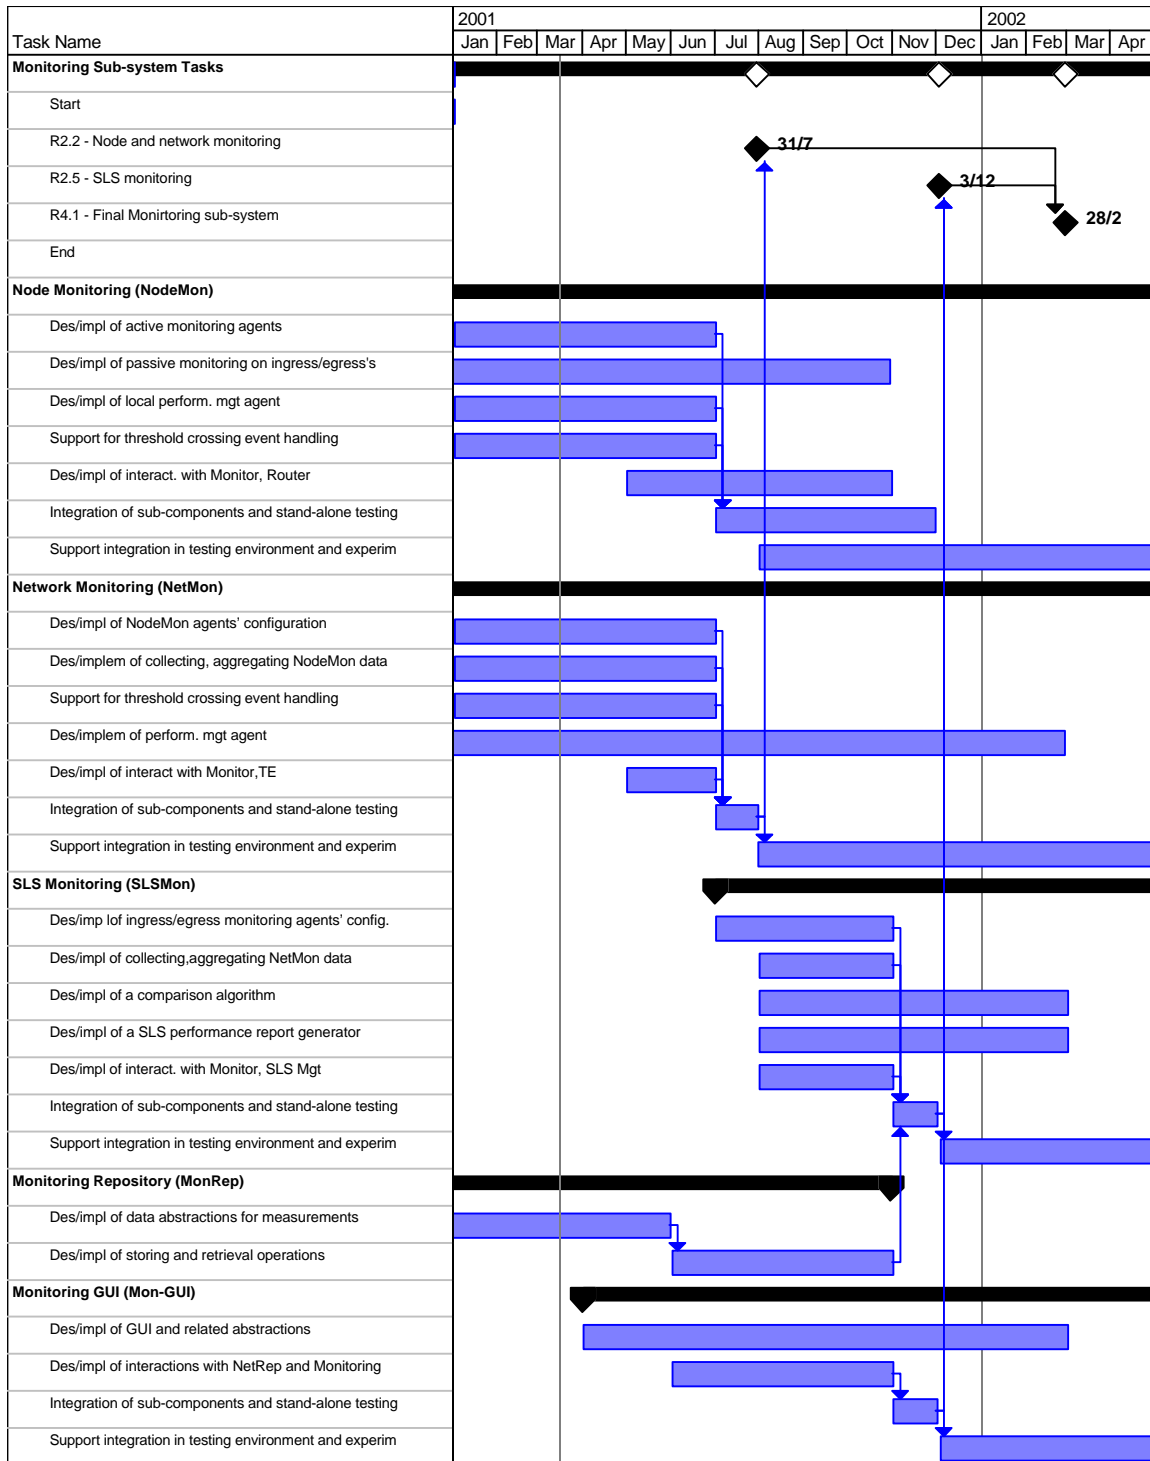 2001 2002
Task Name Jan Feb Mar Apr May Jun Jul Aug Sep Oct Nov Dec Jan Feb Mar Apr
Monitoring Sub-system Tasks
Start
R2.2 - Node and network monitoring 31/7
R2.5 - SLS monitoring 3/12
R4.1 - Final Monirtoring sub-system 28/2
End
Node Monitoring (NodeMon)
Des/impl of active monitoring agents
Des/impl of passive monitoring on ingress/egress's
Des/impl of local perform. mgt agent
Support for threshold crossing event handling
Des/impl of interact. with Monitor, Router
Integration of sub-components and stand-alone testing
Support integration in testing environment and experim
Network Monitoring (NetMon)
Des/impl of NodeMon agents’ configuration
Des/implem of collecting, aggregating NodeMon data
Support for threshold crossing event handling
Des/implem of perform. mgt agent
Des/impl of interact with Monitor,TE
Integration of sub-components and stand-alone testing
Support integration in testing environment and experim
SLS Monitoring (SLSMon)
Des/imp lof ingress/egress monitoring agents’ config.
Des/impl of collecting,aggregating NetMon data
Des/impl of a comparison algorithm
Des/impl of a SLS performance report generator
Des/impl of interact. with Monitor, SLS Mgt
Integration of sub-components and stand-alone testing
Support integration in testing environment and experim
Monitoring Repository (MonRep)
Des/impl of data abstractions for measurements
Des/impl of storing and retrieval operations
Monitoring GUI (Mon-GUI)
Des/impl of GUI and related abstractions
Des/impl of interactions with NetRep and Monitoring
Integration of sub-components and stand-alone testing
Support integration in testing environment and experim